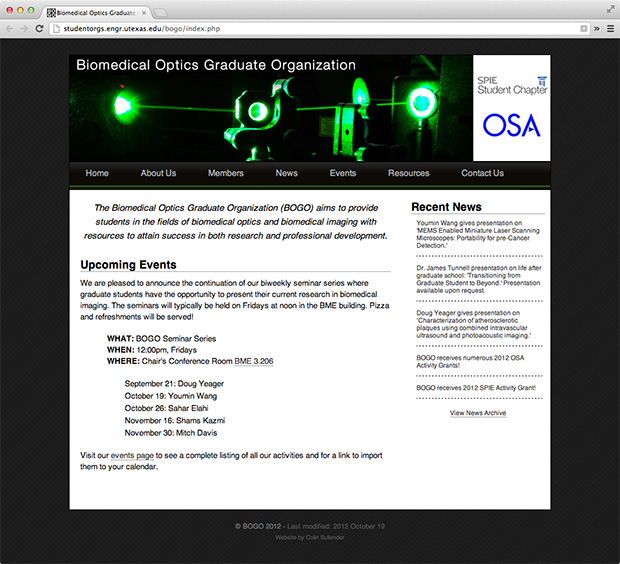 Biomedical Optics Graduate
studentorgs.engr.utexas.edu/bogo/index.php
Biomedical Optics Graduate Organization
SPIE
Student Chapter
OSA
Home About Us Members News Events Resources Contact Us
The Biomedical Optics Graduate Organization (BOGO) aims to provide
students in the fields of biomedical optics and biomedical imaging with
resources to attain success in both research and professional development.
Upcoming Events
We are pleased to announce the continuation of our biweekly seminar series where
graduate students have the opportunity to present their current research in biomedical
imaging. The seminars will typically be held on Fridays at noon in the BME building. Pizza
and refreshments will be served!
WHAT: BOGO Seminar Series
WHEN: 12:00pm, Fridays
WHERE: Chair's Conference Room BME 3.206
September 21: Doug Yeager
October 19: Youmin Wang
October 26: Sahar Elahi
November 16: Shams Kazmi
November 30: Mitch Davis
Visit our events page to see a complete listing of all our activities and for a link to import
them to your calendar.
Recent News
Youmin Wang gives presentation on
'MEMS Enabled Miniature Laser Scanning
Microscopes: Portability for pre-Cancer
Detection.'
Dr. James Tunnell presentation on life after
graduate school: 'Transitioning from
Graduate Student to Beyond.' Presentation
available upon request.
Doug Yeager gives presentation on
'Characterization of atherosclerotic
plaques using combined intravascular
ultrasound and photoacoustic imaging.'
BOGO receives numerous 2012 OSA
Activity Grants!
BOGO receives 2012 SPIE Activity Grant!
View News Archive
© BOGO 2012 - Last modified: 2012 October 19
Website by Colin Sullender